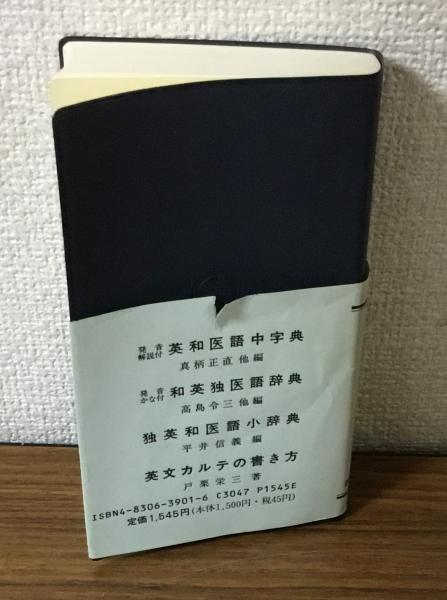 発音解説付 英和医語中字典
真柄正直他編
発音かな付 和英独医語辞典
高島令三他編
独英和医語小辞典
平井信義編
英文カルテの書き方
戸栗栄三著
ISBN4-8306-3901-6 C3047 P1545E
定価1,545円(本体1,500円・税45円)